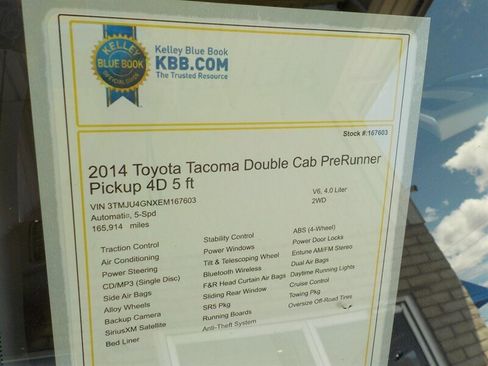 KELLEY
BLUE BOOK
OFFICIAL GUIDE
Kelley Blue Book
KBB.COM
The Trusted Resource
Stock #:167603
2014 Toyota Tacoma Double Cab PreRunner
Pickup 4D 5 ft
VIN 3TMJU4GNXEM167603
Automatic, 5-Spd
165,914 miles
V6, 4.0 Liter
2WD
Traction Control
Air Conditioning
Power Steering
CD/MP3 (Single Disc)
Side Air Bags
Alloy Wheels
Backup Camera
SiriusXM Satellite
Bed Liner
Stability Control
Power Windows
Tilt & Telescoping Wheel
Bluetooth Wireless
F&R Head Curtain Air Bags
Sliding Rear Window
SR5 Pkg
Running Boards
Anti-Theft System
ABS (4-Wheel)
Power Door Locks
Entune AM/FM Stereo
Dual Air Bags
Daytime Running Lights
Cruise Control
Towing Pkg
Oversize Off-Road Tires